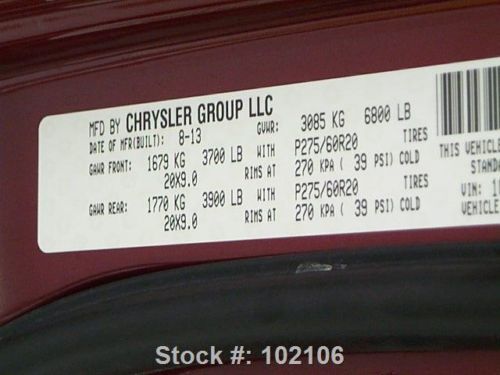 MFD BY CHRYSLER GROUP LLC
DATE OF MFR(BUILT): 8-13 GVWR: 3085 KG 6800 LB
GAWR FRONT: 1679 KG 3700 LB WITH P275/60R20 TIRES
20X9.0 RIMS AT 270 KPA ( 39 PSI) COLD
GAWR REAR: 1770 KG 3900 LB WITH P275/60R20 TIRES
20X9.0 RIMS AT 270 KPA ( 39 PSI) COLD
THIS VEHICLE
STANDA
VIN: 1
VEHICLE
Stock #: 102106